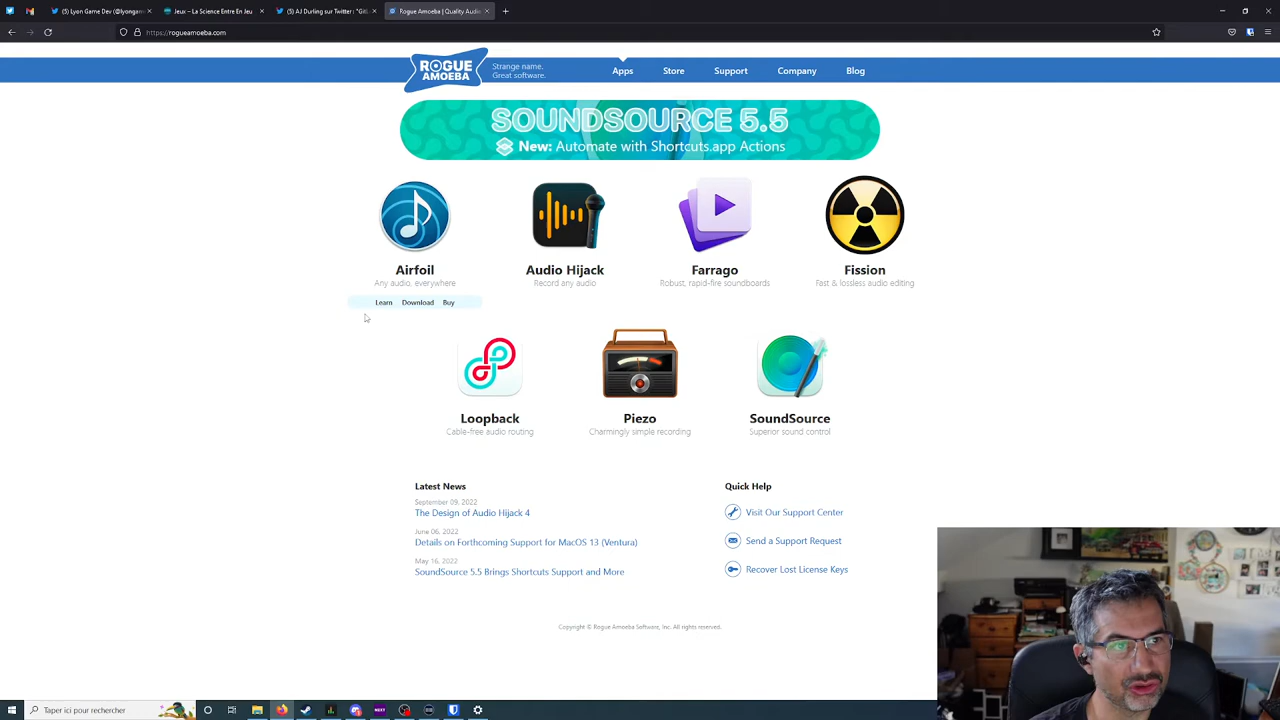 Lyon Game Dev (@lyongam
Jeux – La Science Entre En Jeu
(5) AJ Durling sur Twitter : "Gitl
Rogue Amoeba | Quality Audio
https://rogueamoeba.com
ROGUE AMOEBA
Strange name.
Great software.
Apps Store Support Company Blog
SOUNDSOURCE 5.5
New: Automate with Shortcuts.app Actions
Airfoil
Any audio, everywhere
Learn Download Buy
Audio Hijack
Record any audio
Farrago
Robust, rapid-fire soundboards
Fission
Fast & lossless audio editing
Loopback
Cable-free audio routing
Piezo
Charmingly simple recording
SoundSource
Superior sound control
Latest News
September 09, 2022
The Design of Audio Hijack 4
June 06, 2022
Details on Forthcoming Support for MacOS 13 (Ventura)
May 16, 2022
SoundSource 5.5 Brings Shortcuts Support and More
Quick Help
Visit Our Support Center
Send a Support Request
Recover Lost License Keys
Copyright © Rogue Amoeba Software, Inc. All rights reserved.
Taper ici pour rechercher
NEXT